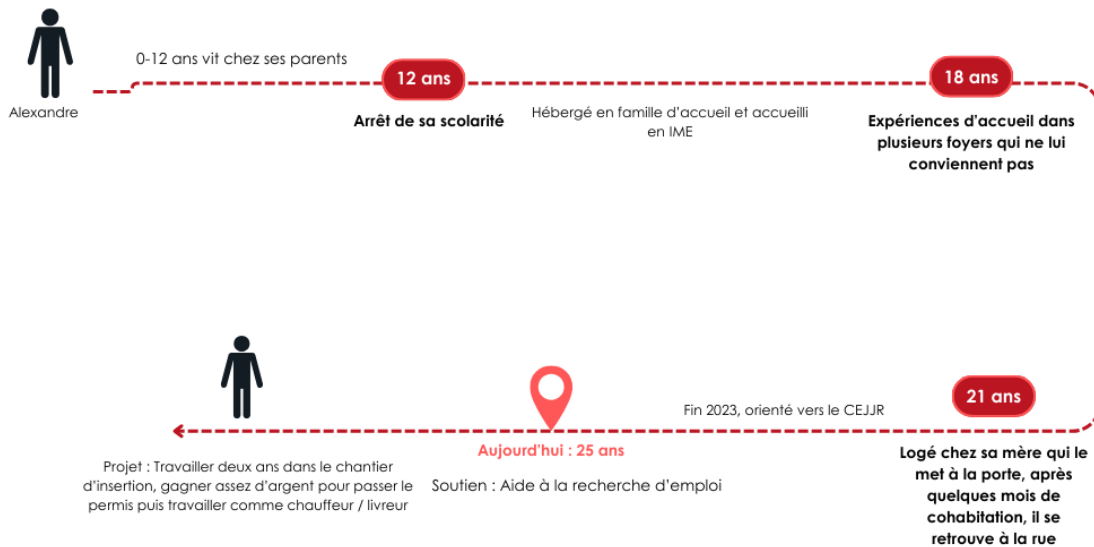 Alexandre
0-12 ans vit chez ses parents
12 ans
Arrêt de sa scolarité
Hébergé en famille d'accueil et accueilli
en IME
18 ans
Expériences d'accueil dans
plusieurs foyers qui ne lui
conviennent pas
21 ans
Logé chez sa mère qui le
met à la porte, après
quelques mois de
cohabitation, il se
retrouve à la rue
Fin 2023, orienté vers le CEJJR
Aujourd'hui : 25 ans
Soutien : Aide à la recherche d'emploi
Projet : Travailler deux ans dans le chantier
d'insertion, gagner assez d'argent pour passer le
permis puis travailler comme chauffeur / livreur